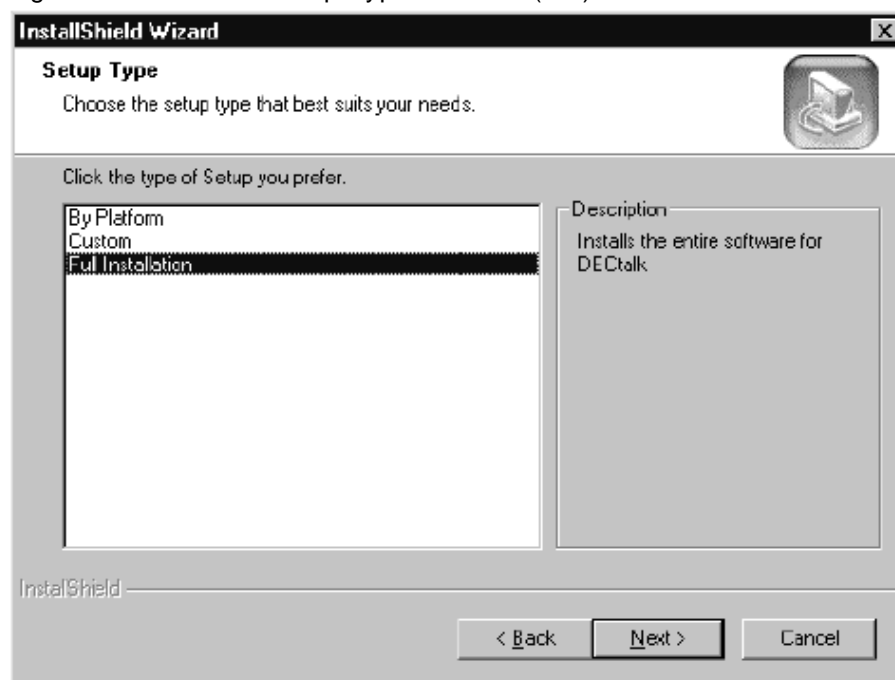 InstallShield Wizard
Setup Type
Choose the setup type that best suits your needs.
Click the type of Setup you prefer.
By Platform
Custom
Full Installation
Description
Installs the entire software for
DECtalk
InstallShield
< Back
Next >
Cancel